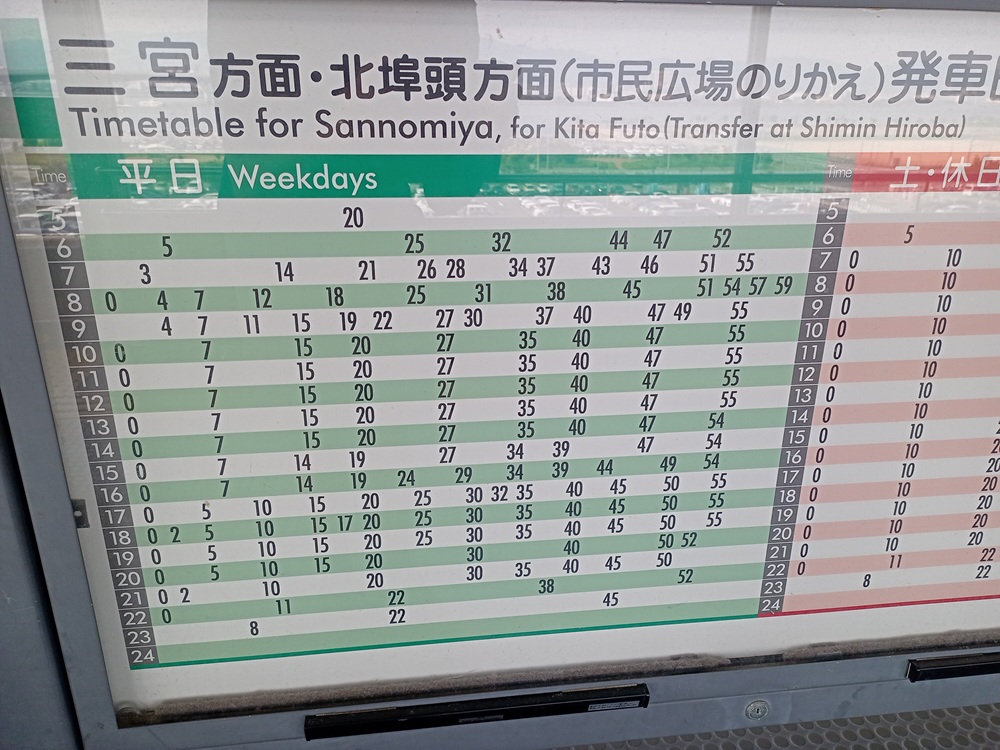 三宮方面・北埠頭方面(市民広場のりかえ)発車
Timetable for Sannomiya, for Kita Futo(Transfer at Shimin Hiroba)
Time 平日 Weekdays Time 土・休日
5 20 5
6 5 25 32 44 47 52 6 5
7 3 14 21 26 28 34 37 43 46 51 55 7 0 10
8 0 4 7 12 18 25 31 38 45 51 54 57 59 8 0 10
9 4 7 11 15 19 22 27 30 37 40 47 49 55 9 0 10
10 0 7 15 20 27 35 40 47 55 10 0 10
11 0 7 15 20 27 35 40 47 55 11 0 10
12 0 7 15 20 27 35 40 47 55 12 0 10
13 0 7 15 20 27 35 40 47 55 13 0 10
14 0 7 15 20 27 35 40 47 54 14 0 10
15 0 7 14 19 27 34 39 47 54 15 0 10
16 0 7 14 19 24 29 34 39 44 49 54 16 0 10 20
17 0 5 10 15 20 25 30 32 35 40 45 50 55 17 0 10 20
18 0 2 5 10 15 17 20 25 30 35 40 45 50 55 18 0 10 20
19 0 5 10 15 20 25 30 35 40 45 50 55 19 0 10 20
20 0 5 10 15 20 30 40 50 52 20 0 10 20
21 0 2 10 20 30 35 40 45 50 21 0 10 20
22 0 11 22 38 52 22 0 11 22
23 8 22 45 23 8 22
24 24